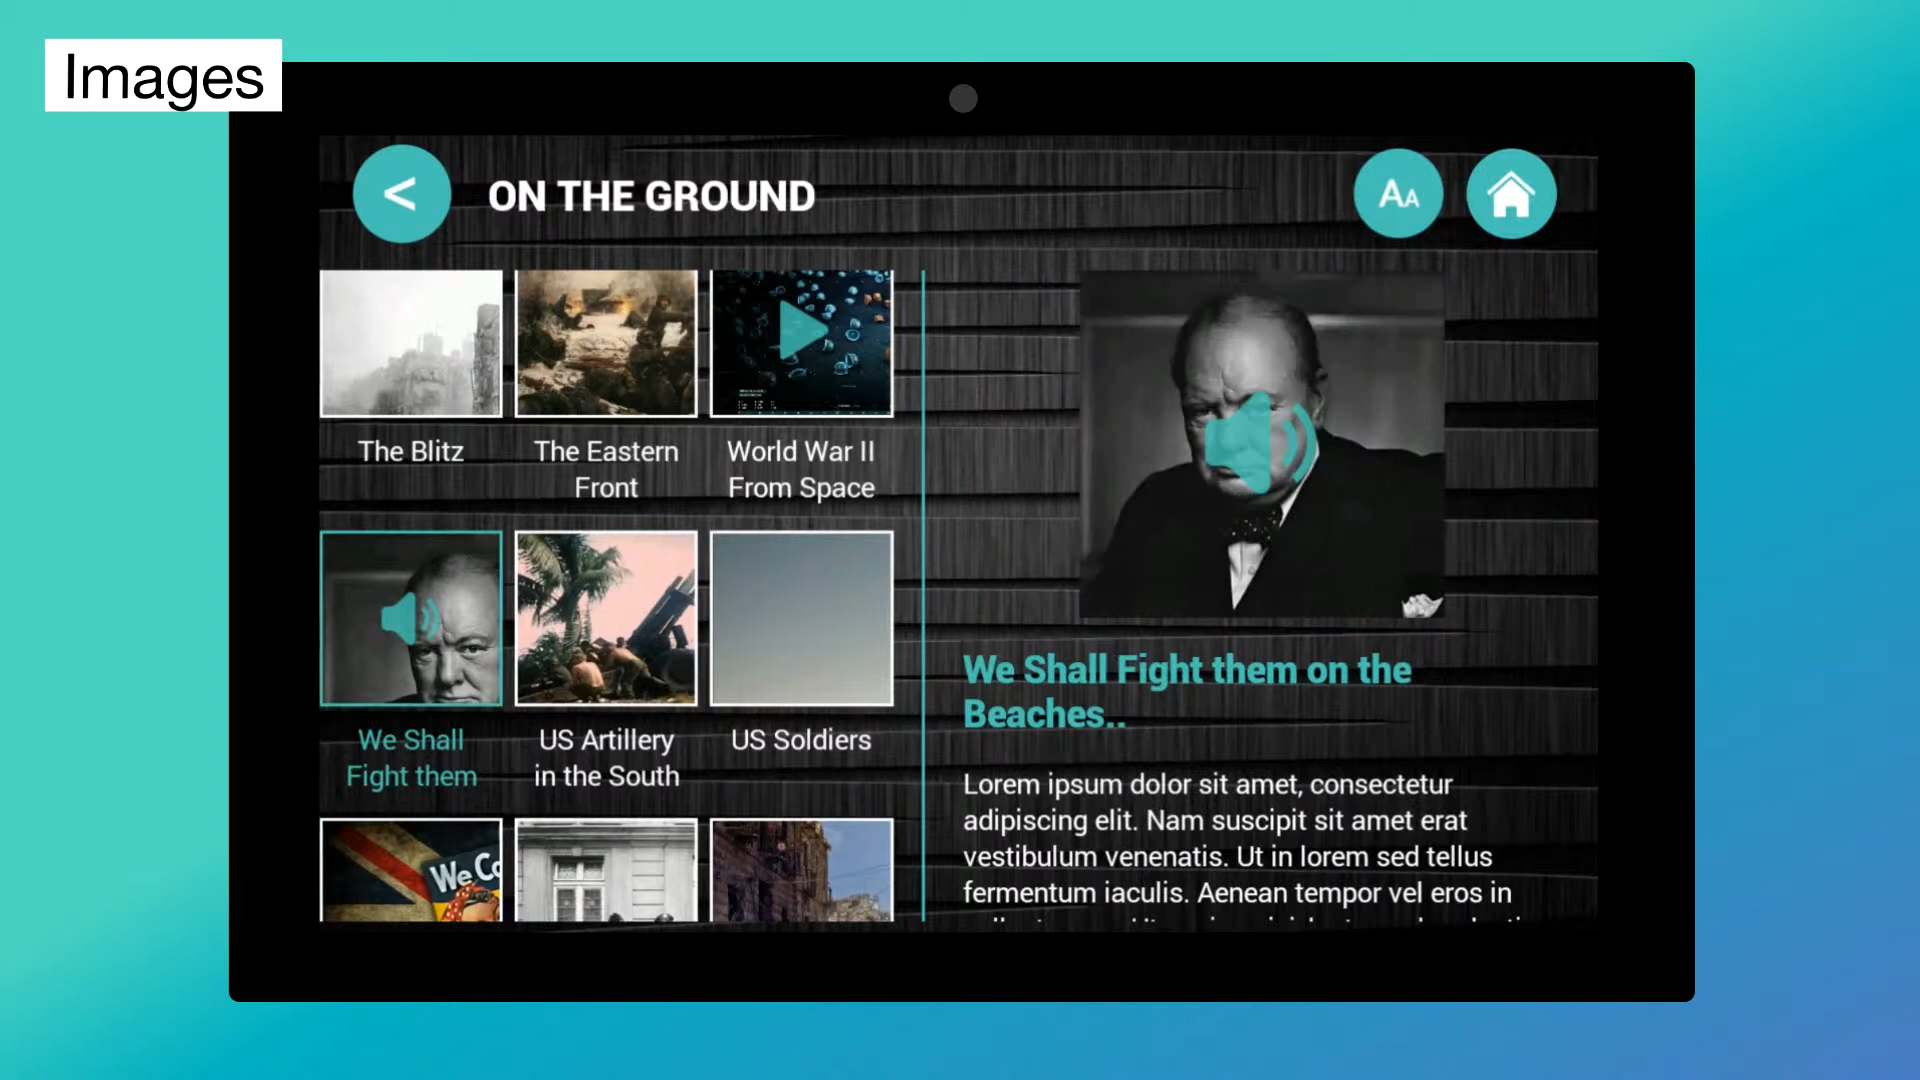 Images
<
ON THE GROUND
AA
The Blitz
The Eastern
Front
World War II
From Space
We Shall
Fight them
US Artillery
in the South
US Soldiers
We Co
We Shall Fight them on the
Beaches..
Lorem ipsum dolor sit amet, consectetur
adipiscing elit. Nam suscipit sit amet erat
vestibulum venenatis. Ut in lorem sed tellus
fermentum iaculis. Aenean tempor vel eros in